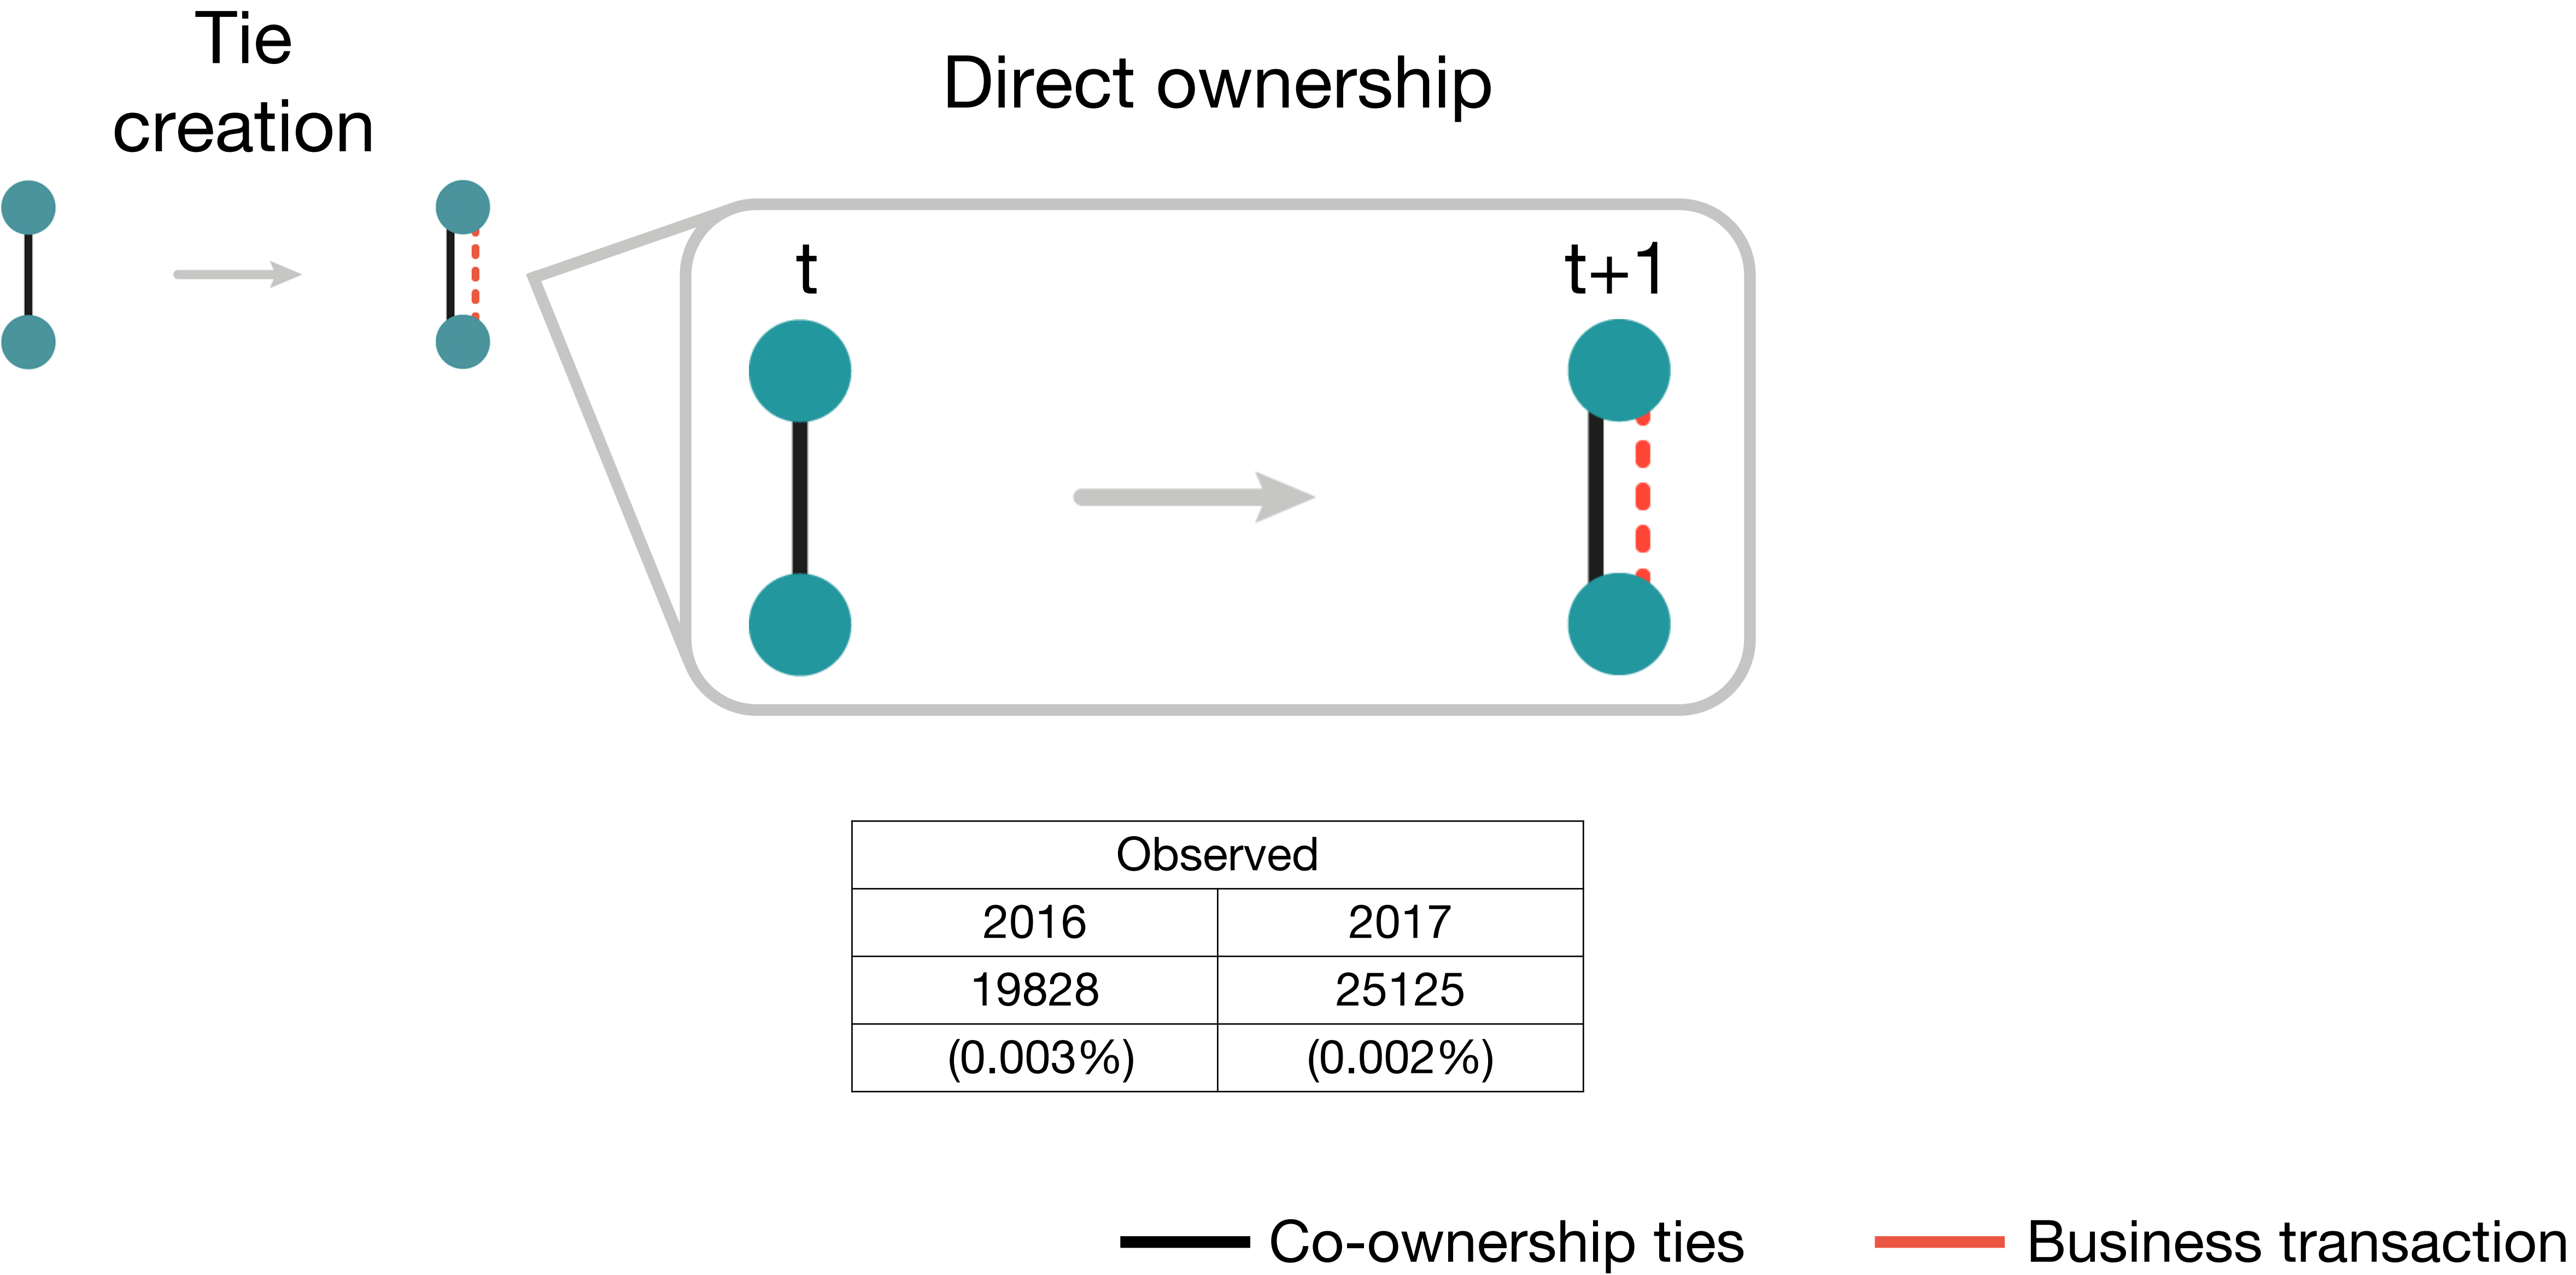 Tie
creation
Direct ownership
t
t+1
Observed
2016
2017
19828
25125
(0.003%)
(0.002%)
Co-ownership ties
Business transaction